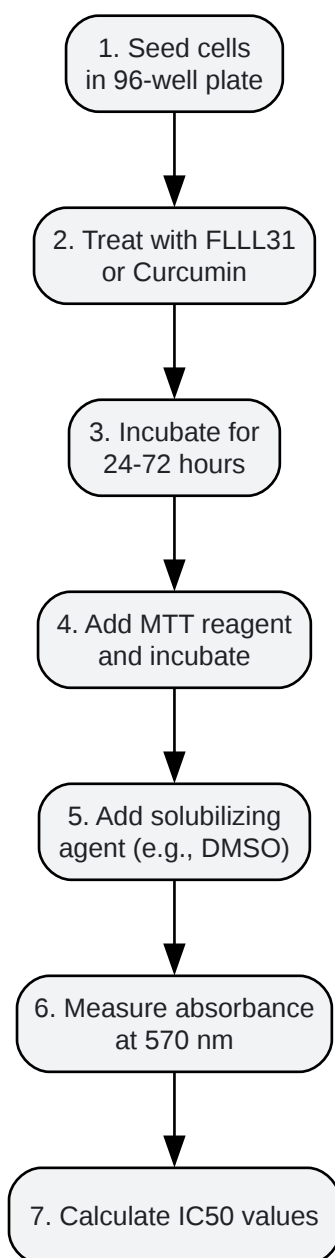 1. Seed cells
in 96-well plate
2. Treat with FLLL31
or Curcumin
3. Incubate for
24-72 hours
4. Add MTT reagent
and incubate
5. Add solubilizing
agent (e.g., DMSO)
6. Measure absorbance
at 570 nm
7. Calculate IC50 values